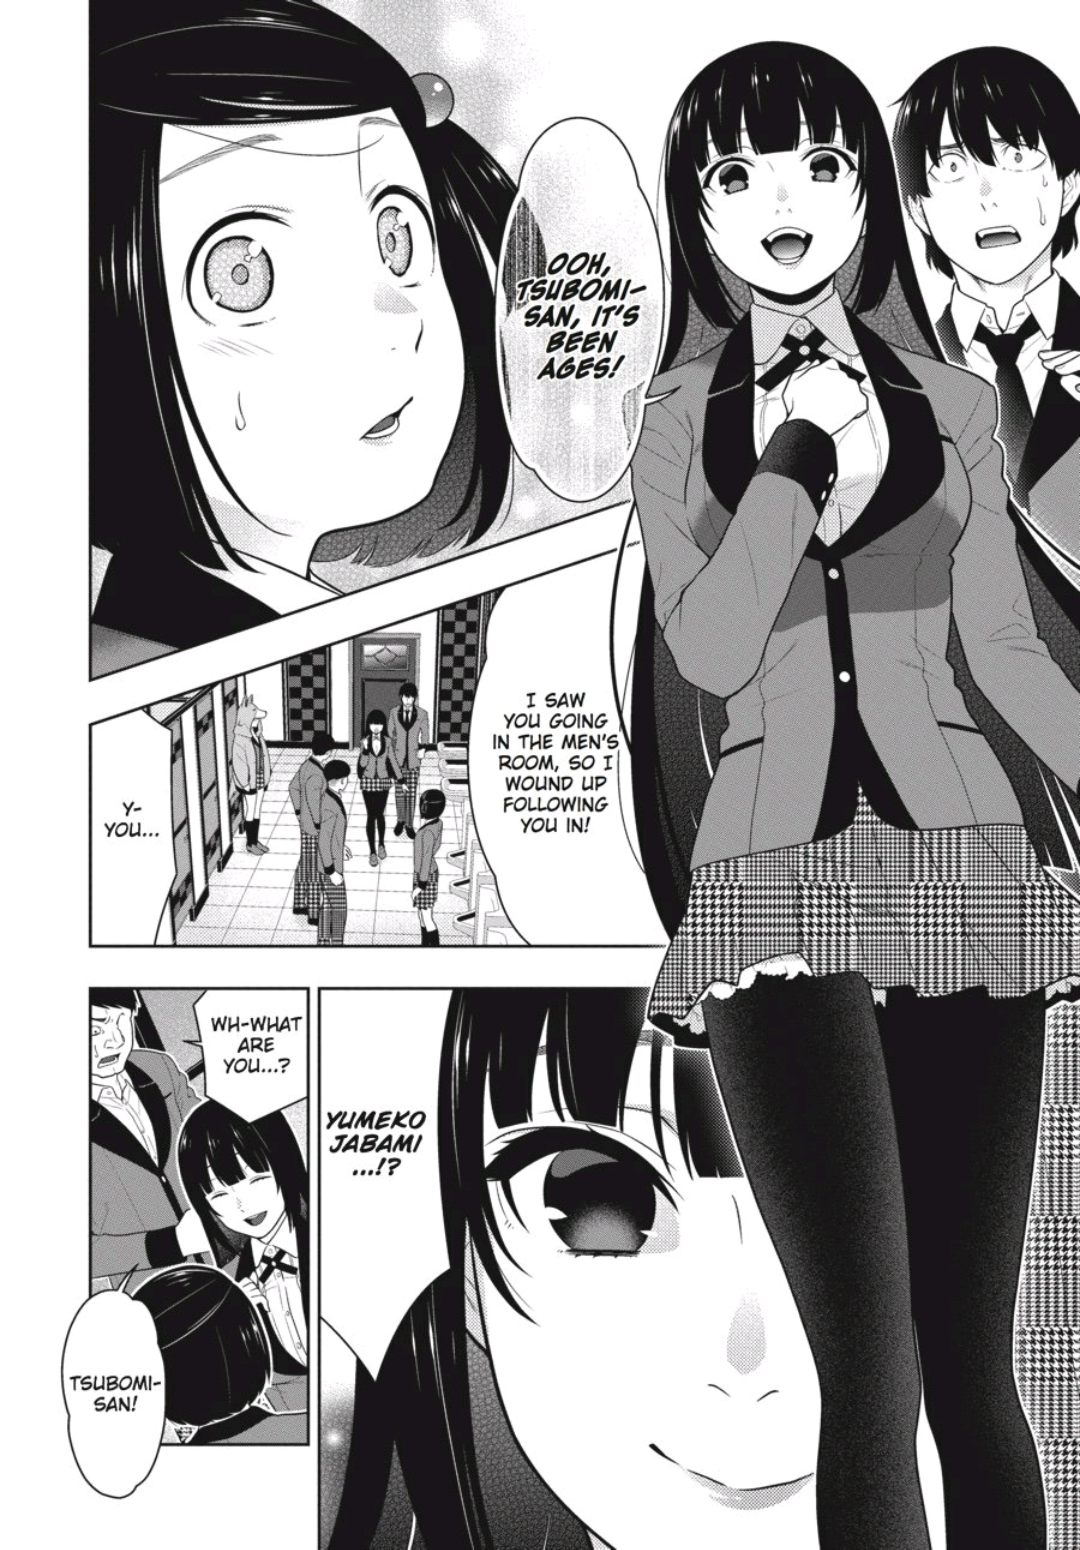 OOH,
TSUBOMI-
SAN, IT'S
BEEN
AGES!
I SAW
YOU GOING
IN THE MEN'S
ROOM, SO I
WOUND UP
FOLLOWING
YOU IN!
Y-
YOU...
YUMEKO
JABAMI
...!?
WH-WHAT
ARE
YOU...?
TSUBOMI-
SAN!